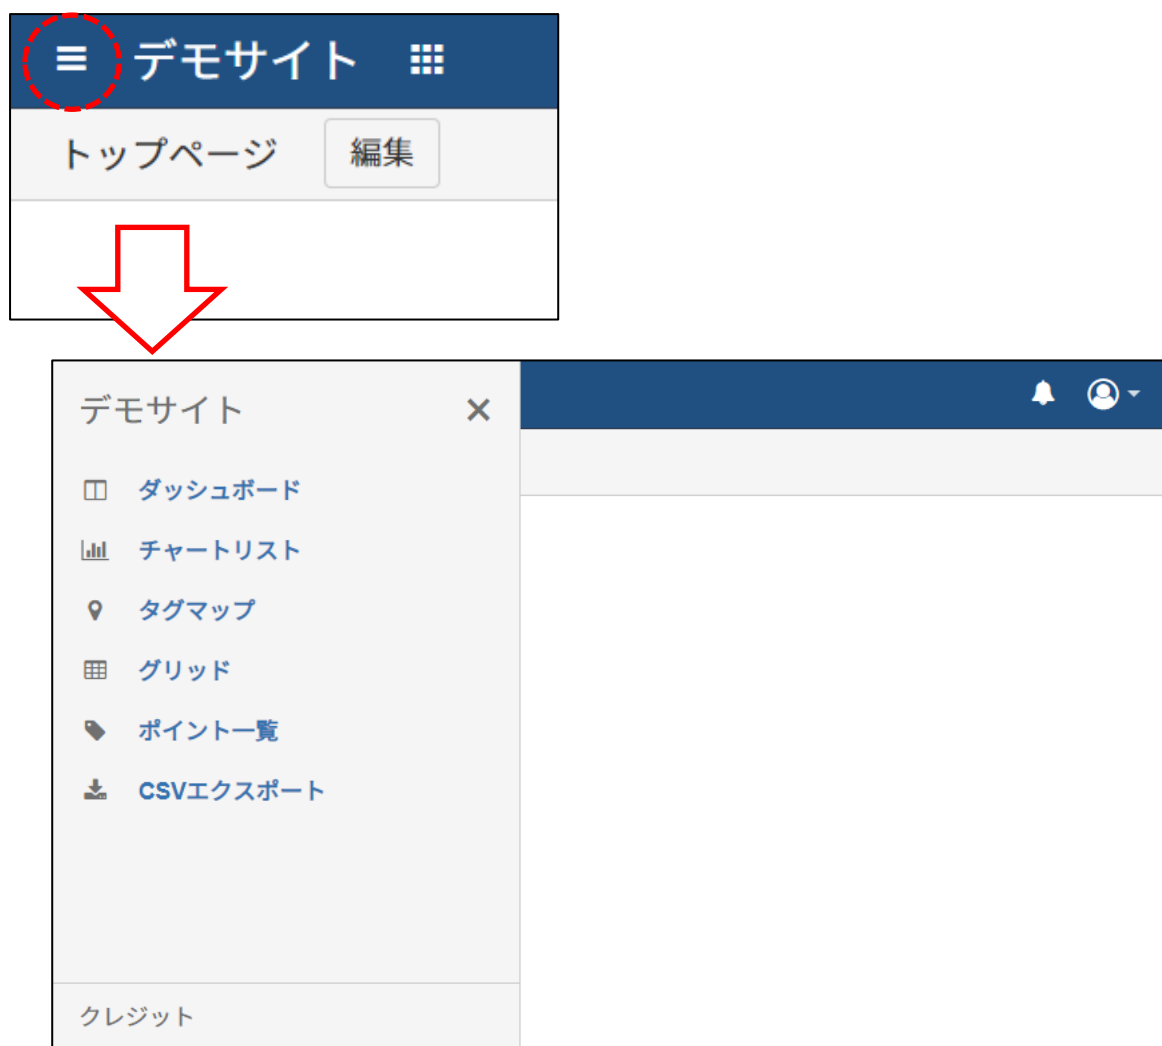 デモサイト
トップページ 編集
デモサイト
ダッシュボード
チャートリスト
タグマップ
グリッド
ポイント一覧
CSVエクスポート
クレジット